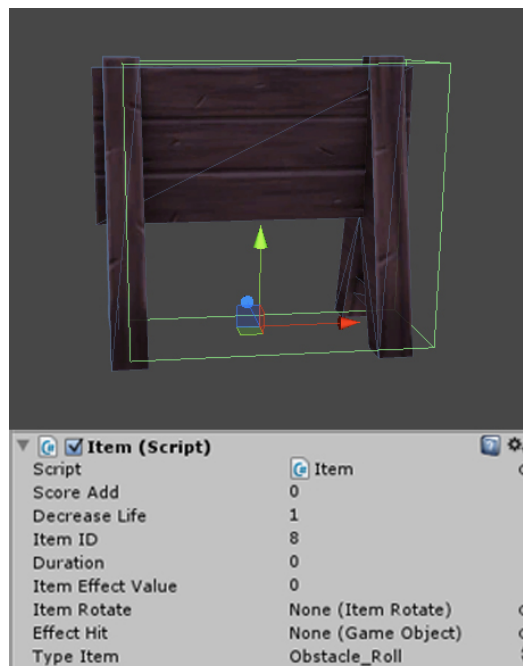 Item (Script)
Script Item
Score Add 0
Decrease Life 1
Item ID 8
Duration 0
Item Effect Value 0
Item Rotate None (Item Rotate)
Effect Hit None (Game Object)
Type Item Obstacle_Roll